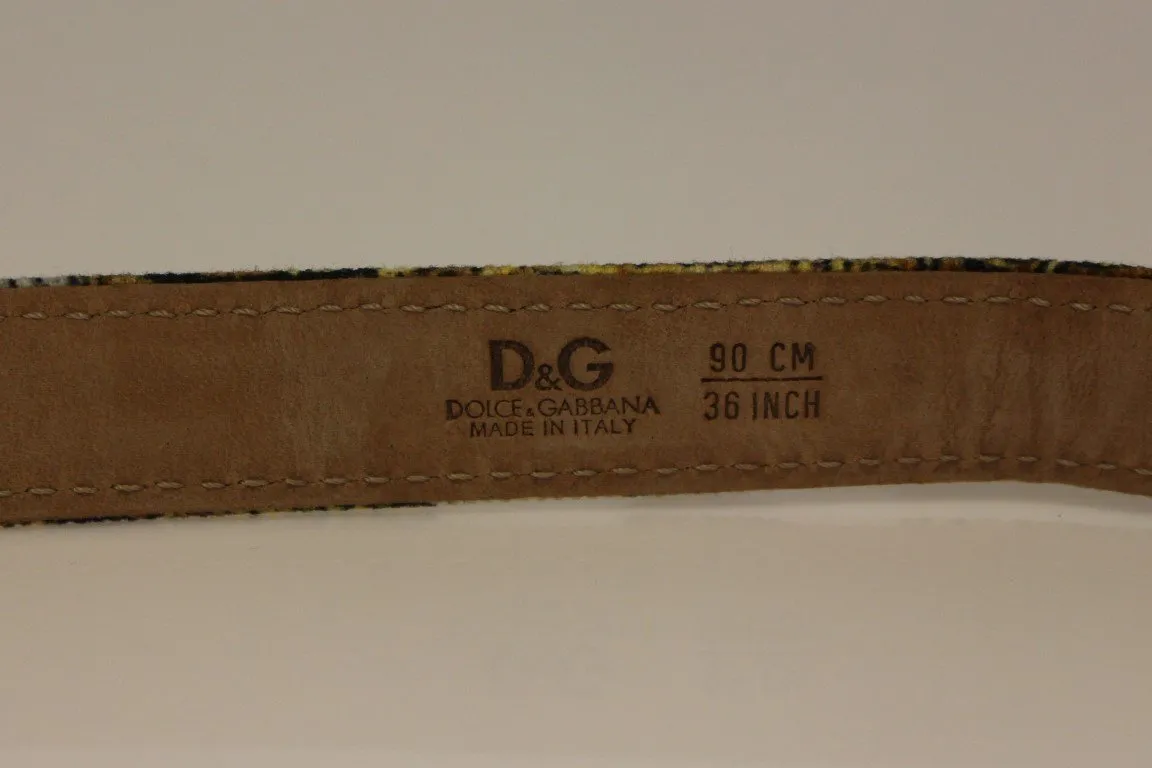 D&G
DOLCE & GABBANA
MADE IN ITALY
90 CM
36 INCH